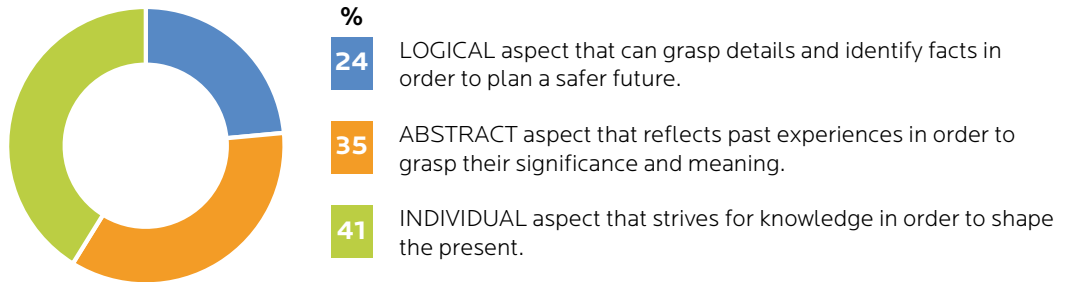 %
24
LOGICAL aspect that can grasp details and identify facts in
order to plan a safer future.
35
ABSTRACT aspect that reflects past experiences in order to
grasp their significance and meaning.
41
INDIVIDUAL aspect that strives for knowledge in order to shape
the present.